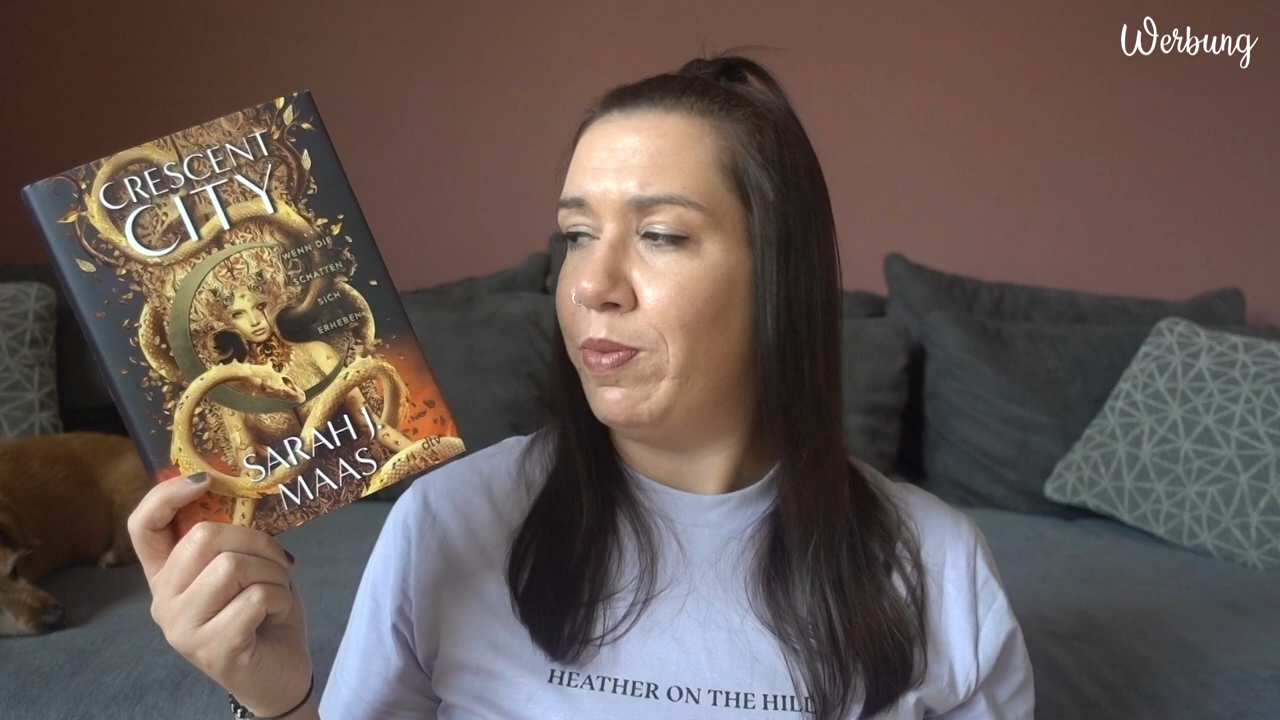 Werbung
CRESCENT
CITY
WENN DIE
SCHATTEN
SICH
ERHEBEN
SARAH J.
MAAS
dtv
HEATHER ON THE HILL